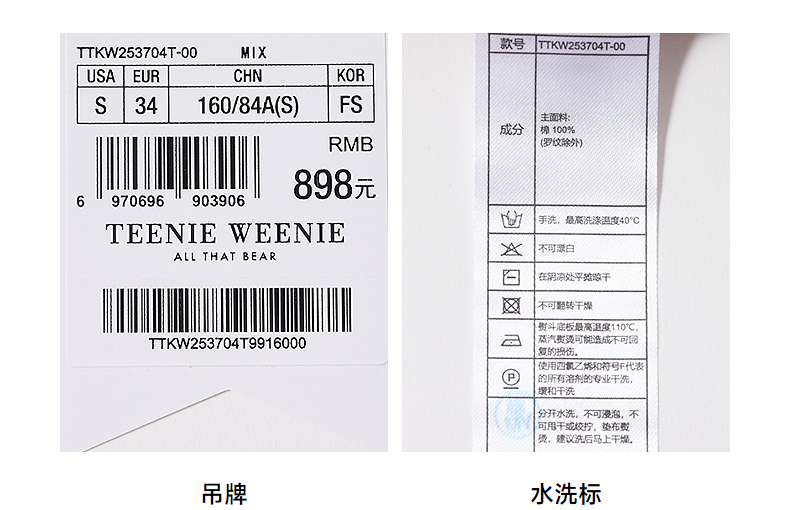 TTKW253704T-00 MIX
USA EUR CHN KOR
S 34 160/84A(S) FS
RMB
898元
6 970696 903906
TEENIE WEENIE
ALL THAT BEAR
TTKW253704T9916000
吊牌
款号 TTKW253704T-00
成分
主面料:
棉 100%
(罗纹除外)
手洗，最高洗涤温度40°C
不可漂白
在阴凉处平摊晾干
不可翻转干燥
熨斗底板最高温度110°C，
蒸汽熨烫可能造成不可回
复的损伤。
P
使用四氯乙烯和符号F代表
的所有溶剂的专业干洗，
缓和干洗
分开水洗，不可浸泡，不
可甩干或绞拧，垫布熨
烫，建议洗后马上干燥。
水洗标